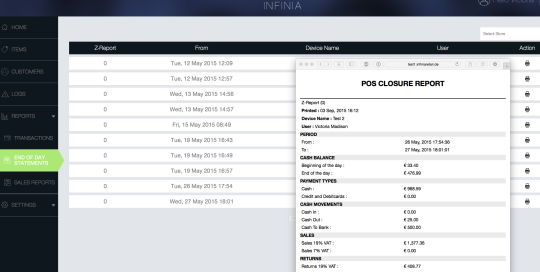 INFINIA
Hello Victoria
Select Store
HOME
ITEMS
CUSTOMERS
LOGS
REPORTS
TRANSACTIONS
END OF DAY
STATEMENTS
SALES REPORTS
SETTINGS
Z-Report From Device Name User Action
0 Tue, 12 May 2015 12:09
0 Tue, 12 May 2015 12:57
0 Wed, 13 May 2015 14:56
0 Wed, 13 May 2015 14:57
0 Fri, 15 May 2015 08:49
0 Tue, 19 May 2015 16:43
0 Tue, 19 May 2015 16:49
0 Tue, 19 May 2015 16:57
0 Tue, 26 May 2015 17:54
0 Wed, 27 May 2015 18:01
POS CLOSURE REPORT
Z-Report (0)
Printed : 03 Sep, 2015 16:12
Device Name : Test 2
User : Victoria Madison
PERIOD
From : 26 May, 2015 17:54:36
To : 27 May, 2015 18:01:01
CASH BALANCE
Beginning of the day : € 33.40
End of the day : € 476.99
PAYMENT TYPES
Cash : € 968.99
Credit and Debitcards : € 0.00
CASH MOVEMENTS
Cash In : € 0.00
Cash Out : € 25.00
Cash To Bank : € 500.00
SALES
Sales 19% VAT : € 1,377.36
Sales 7% VAT : € 0.00
RETURNS
Returns 19% VAT : € 408.77